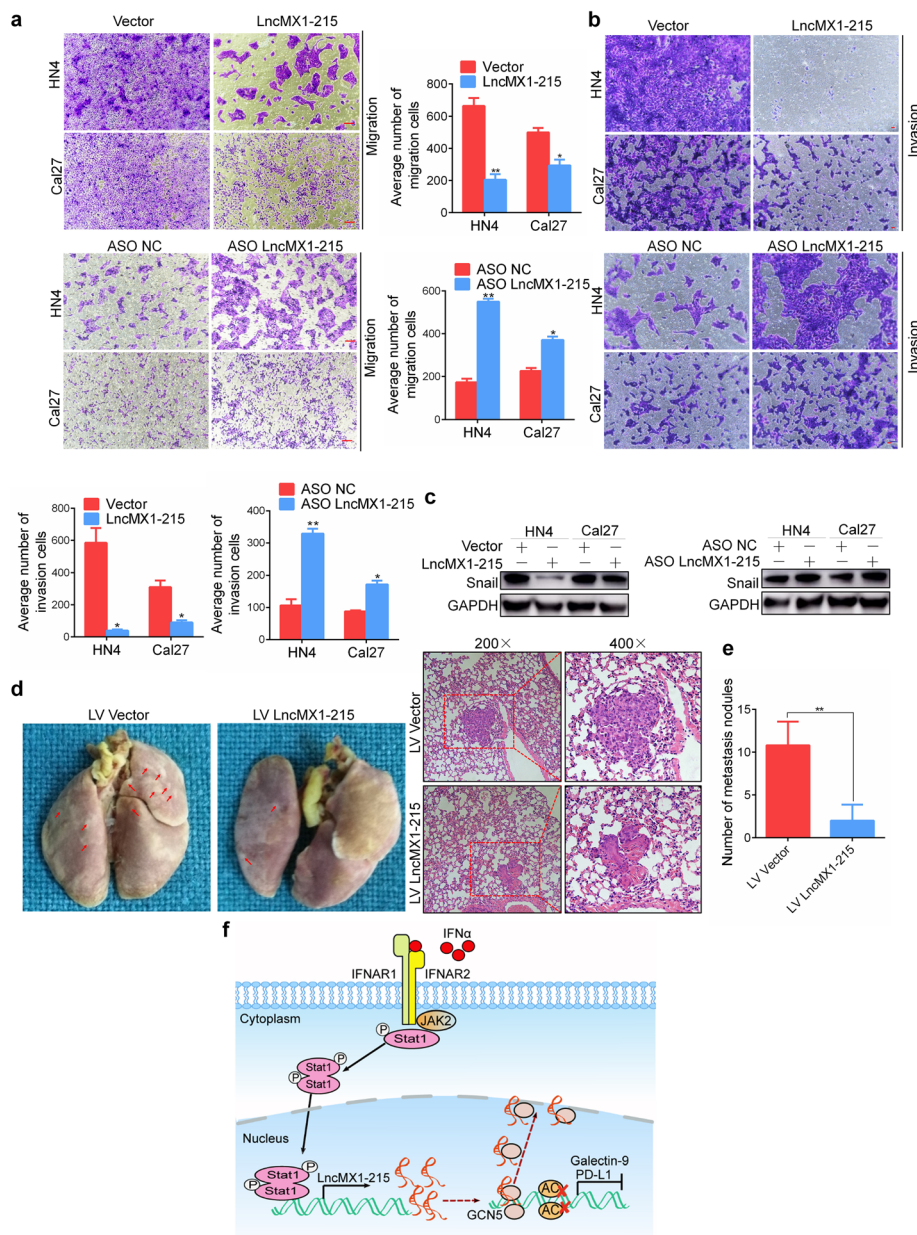 a
Vector
LncMX1-215
HN4
Cal27
Migration
ASO NC
ASO LncMX1-215
HN4
Cal27
Migration
Vector
LncMX1-215
Average number of
migration cells
800
600
400
200
0
**
*
HN4
Cal27
ASO NC
ASO LncMX1-215
Average number of
migration cells
600
400
200
0
**
*
HN4
Cal27
b
Vector
LncMX1-215
HN4
Cal27
Invasion
ASO NC
ASO LncMX1-215
HN4
Cal27
Invasion
Vector
LncMX1-215
Average number of
invasion cells
800
600
400
200
0
*
*
HN4
Cal27
ASO NC
ASO LncMX1-215
Average number of
invasion cells
400
300
200
100
0
**
*
HN4
Cal27
c
HN4 Cal27
Vector + − + −
LncMX1-215 − + − +
Snail
GAPDH
HN4 Cal27
ASO NC + − + −
ASO LncMX1-215 − + − +
Snail
GAPDH
d
LV Vector
LV LncMX1-215
200×
400×
LV Vector
LV LncMX1-215
e
Number of metastasis nodules
15
10
5
0
**
LV Vector
LV LncMX1-215
f
IFNα
IFNAR1
IFNAR2
Cytoplasm
JAK2
P
Stat1
P
Stat1
Stat1
P
Nucleus
P
Stat1
Stat1
P
LncMX1-215
GCN5
AC
AC
Galectin-9
PD-L1